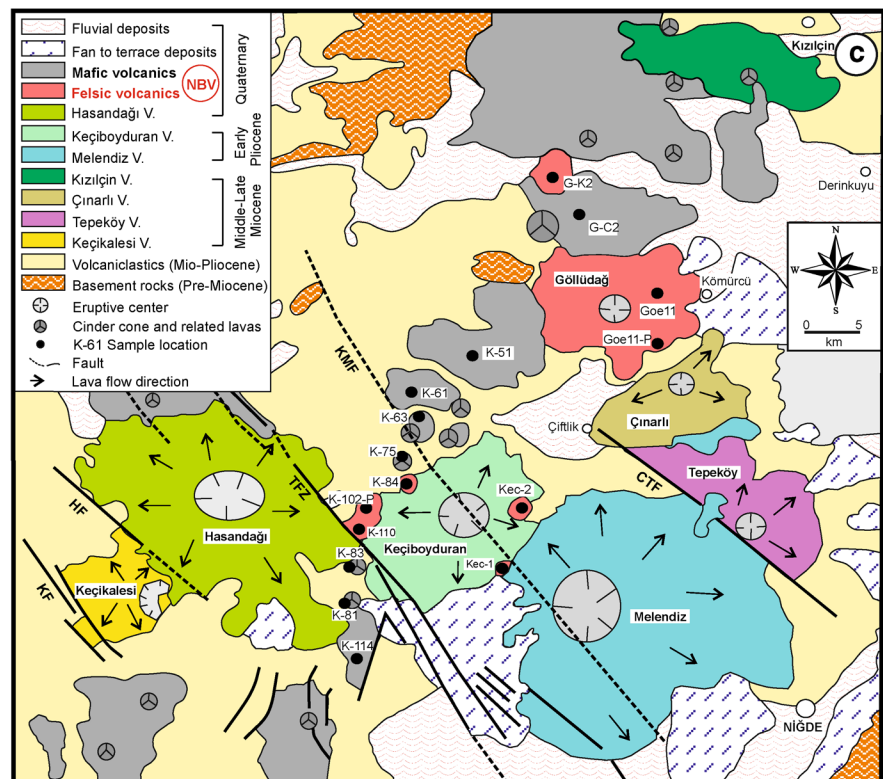 Fluvial deposits
Fan to terrace deposits
Mafic volcanics
Felsic volcanics
NBV
Hasandağı V.
Quaternary
Keçiboyduran V.
Melendiz V.
Early
Pliocene
Kızılçin V.
Çınarlı V.
Tepeköy V.
Keçikalesi V.
Middle-Late
Miocene
Volcaniclastics (Mio-Pliocene)
Basement rocks (Pre-Miocene)
Eruptive center
Cinder cone and related lavas
K-61 Sample location
Fault
Lava flow direction
Kızılçin
C
Derinkuyu
G-K2
G-C2
N
W
E
S
0 5
km
Göllüdağ
Kömürcü
Goe11
Goe11-P
KMF
K-51
K-61
K-63
Çiftlik
Çınarlı
K-75
K-84
Tepeköy
CTF
TFZ
K-102-P
Kec-2
HF
K-110
Hasandağı
Keçiboyduran
K-83
Kec-1
KF
Keçikalesi
K-81
Melendiz
K-114
NİĞDE